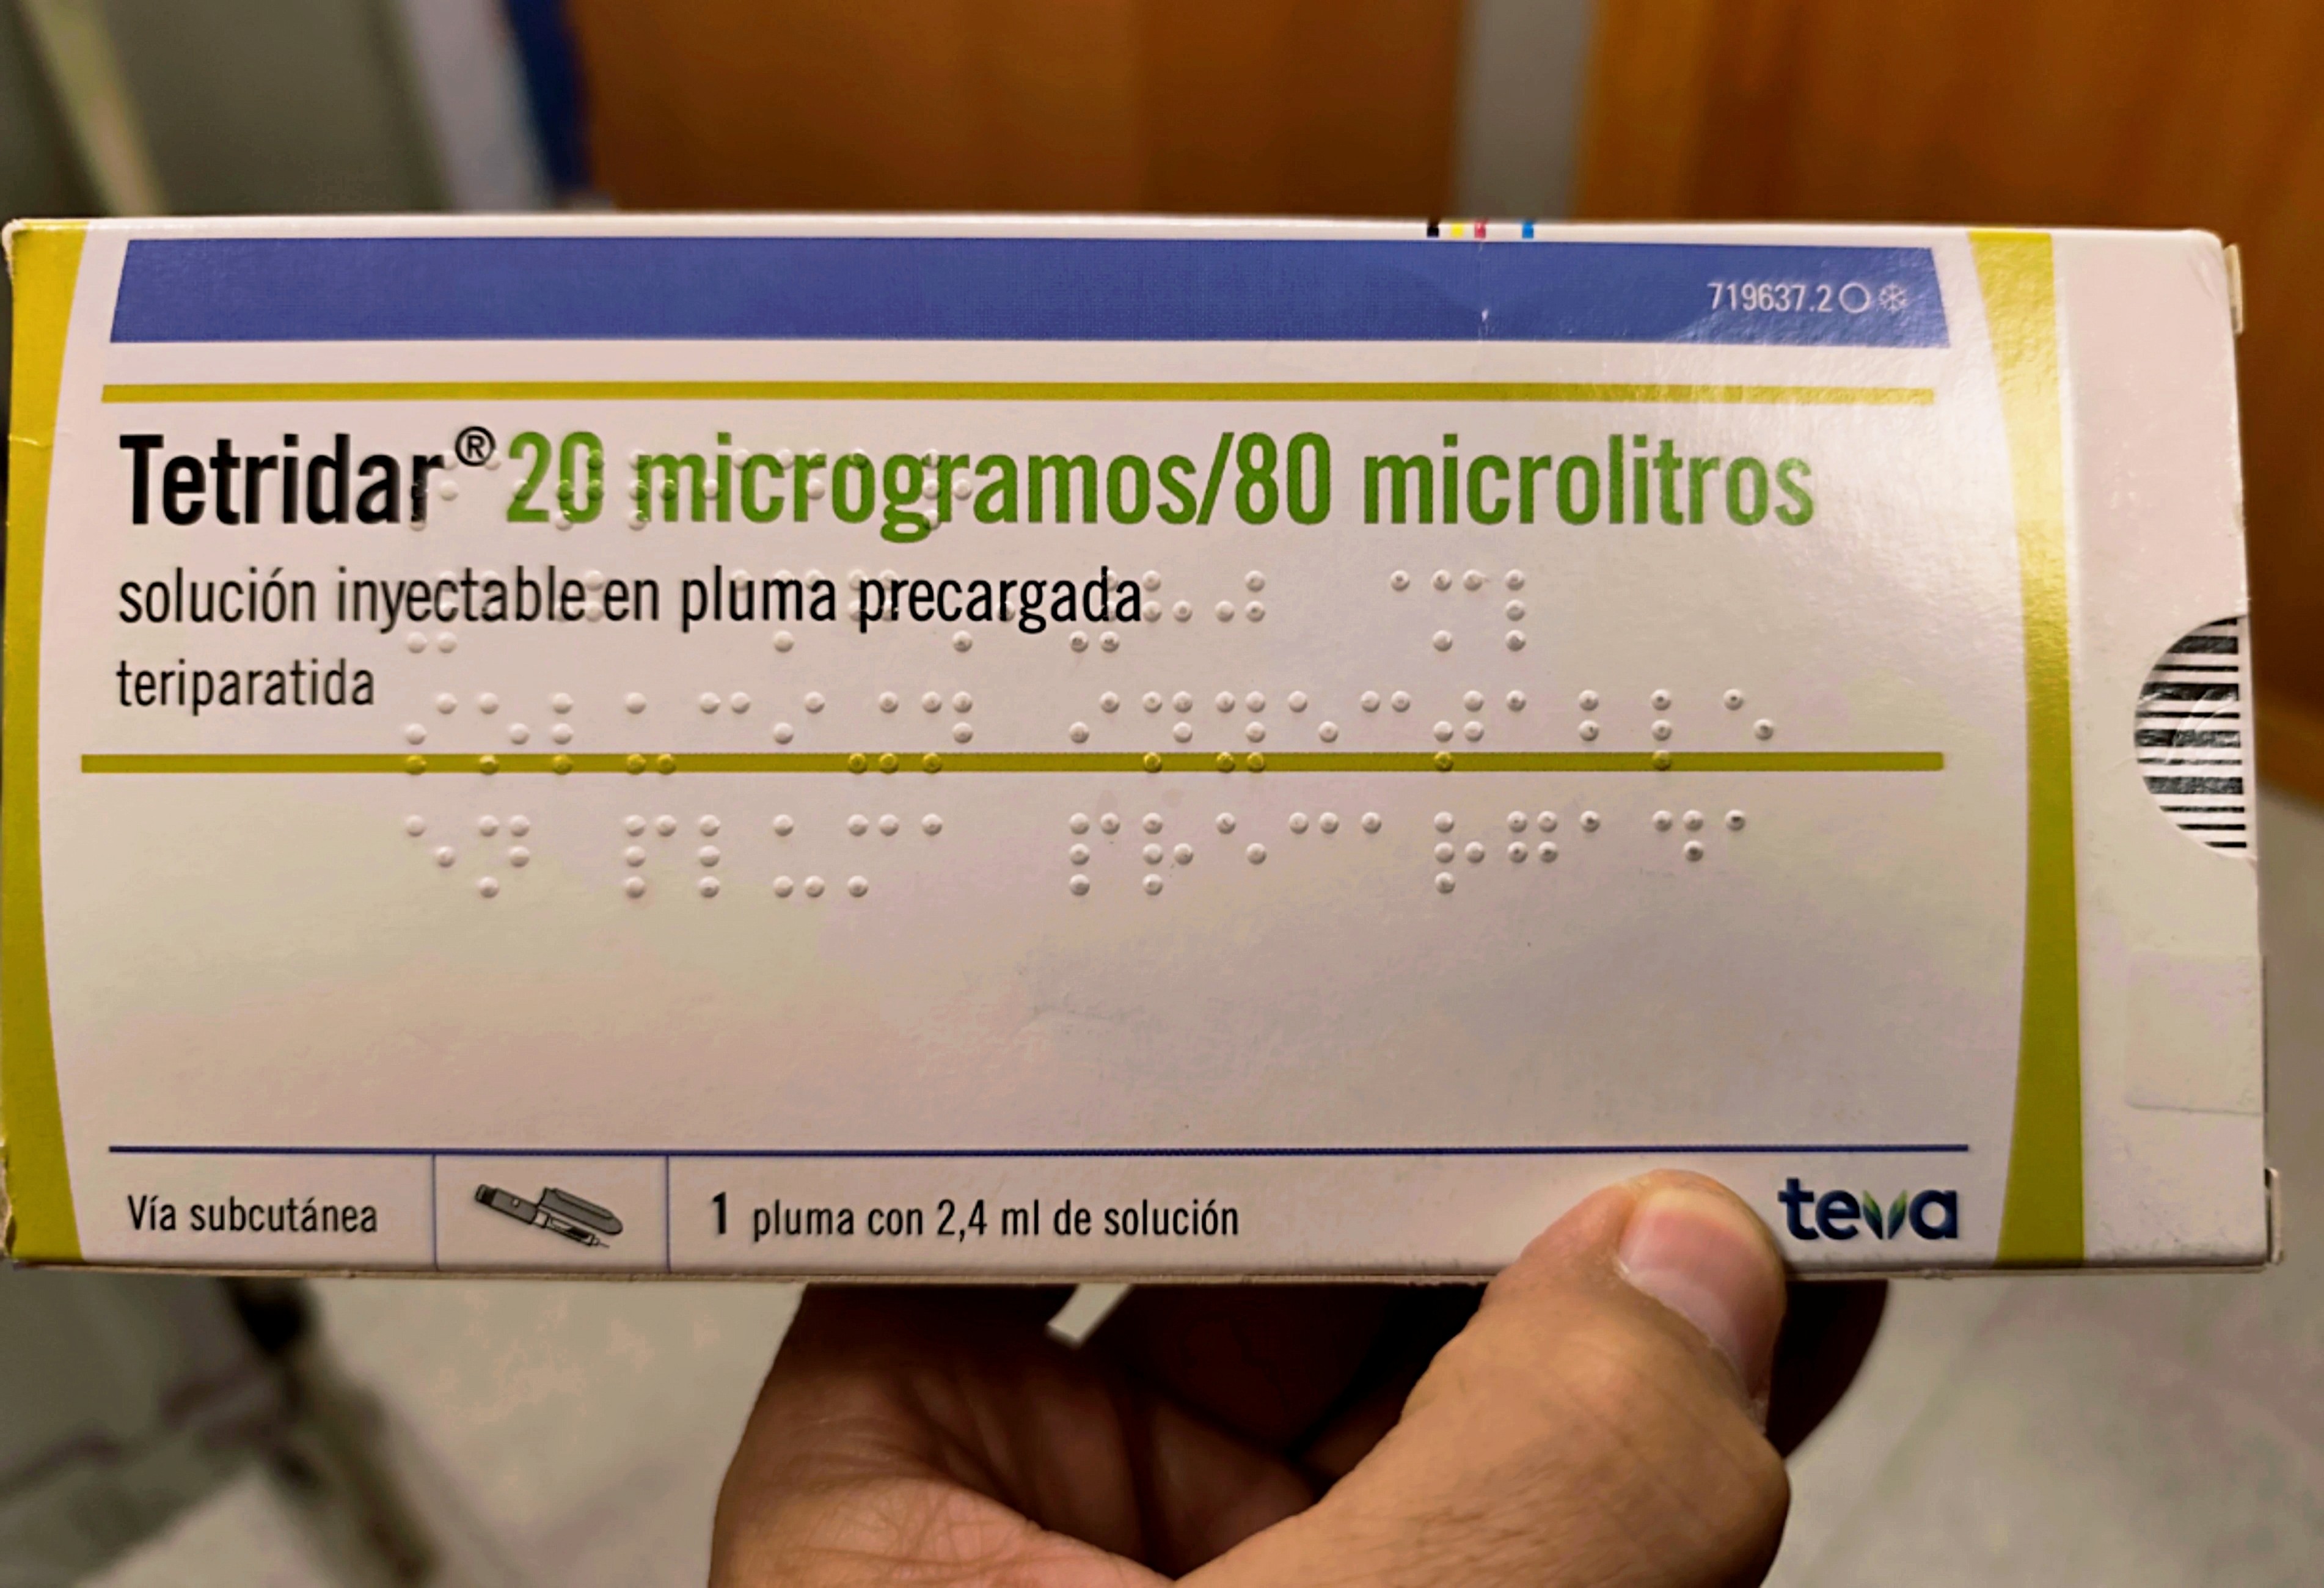 719637.2
Tetridar® 20 microgramos/80 microlitros
solución inyectable en pluma precargada
teriparatida
Vía subcutánea
1 pluma con 2,4 ml de solución
teva